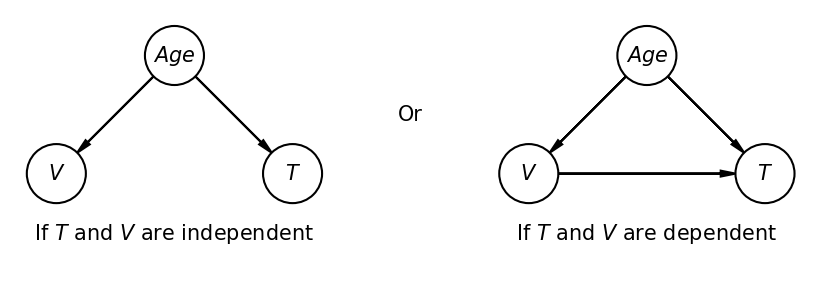 Age
V
T
If T and V are independent
Or
Age
V
T
If T and V are dependent